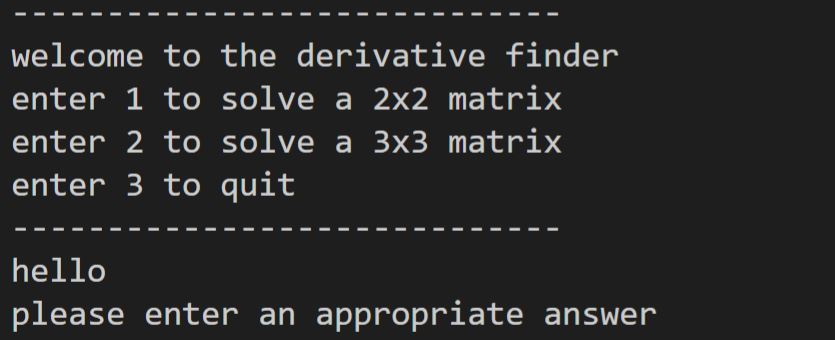 -----------------------------
welcome to the derivative finder
enter 1 to solve a 2x2 matrix
enter 2 to solve a 3x3 matrix
enter 3 to quit
-----------------------------
hello
please enter an appropriate answer